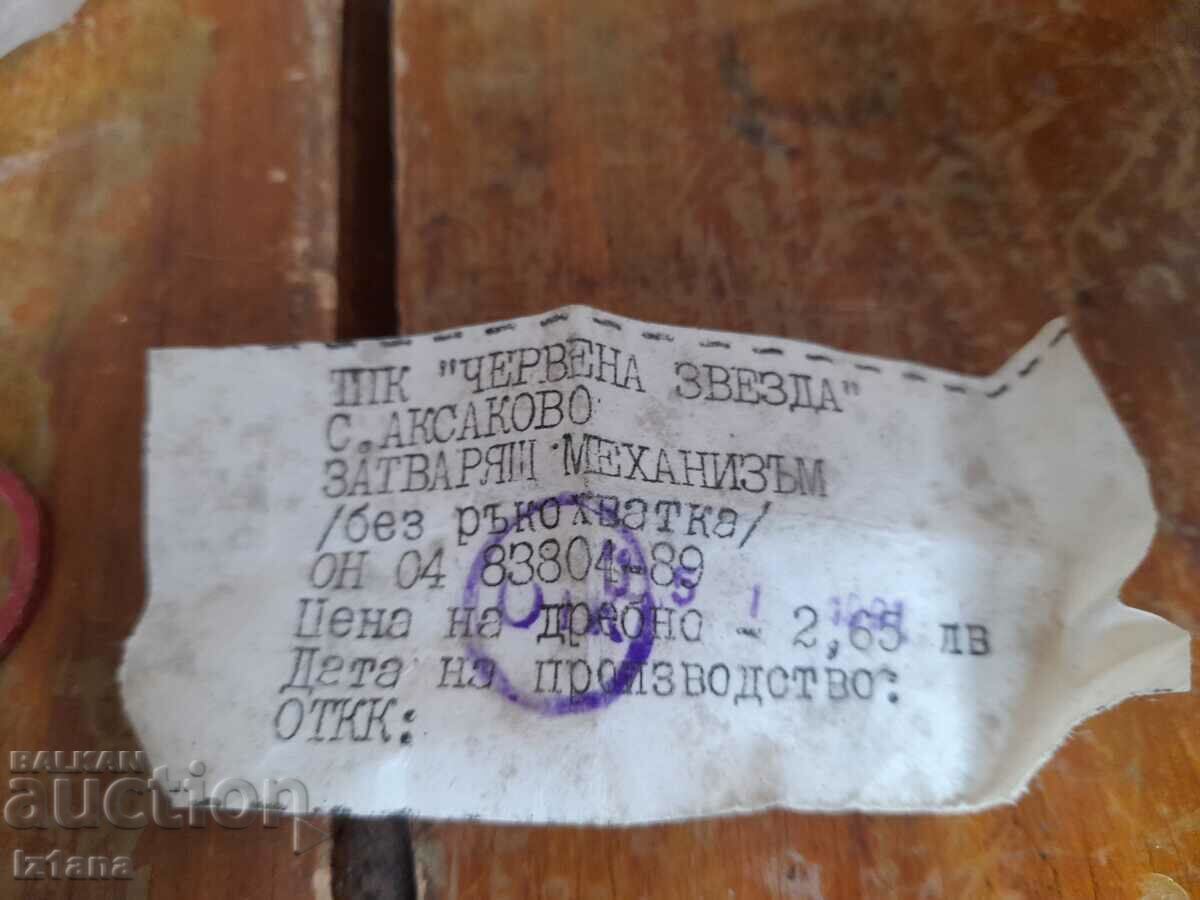 ТПК "ЧЕРВЕНА ЗВЕЗДА"
С.АКСАКОВО
ЗАТВАРЯЩ МЕХАНИЗЪМ
/без ръкохватка/
ОН 04 83804-89
Цена на дребно - 2,65 лв
Дата на производство:
ОТКК:
BALKAN
auction
iz1ana